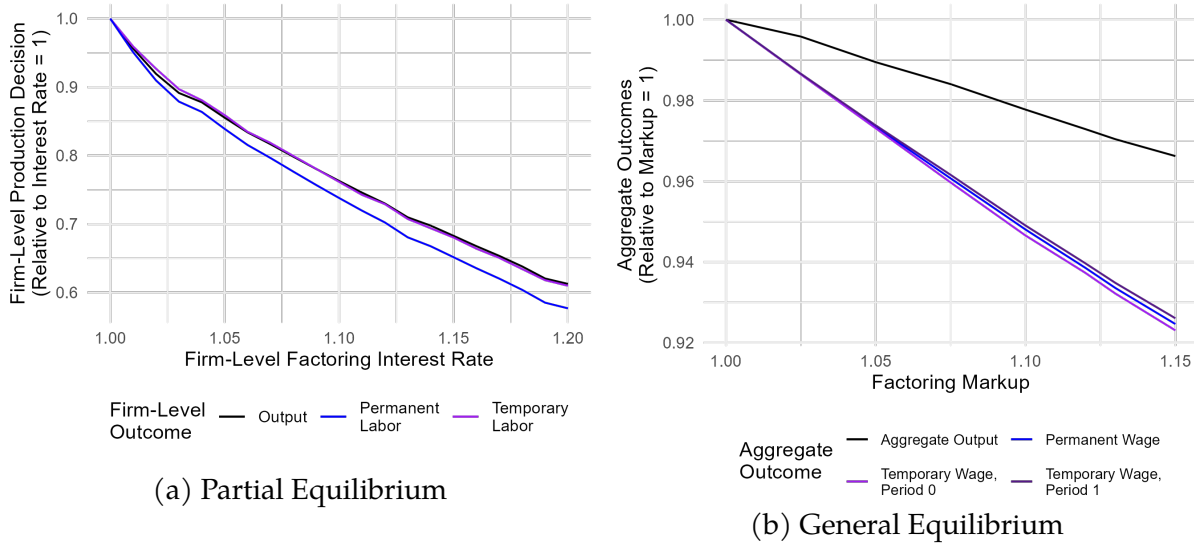 Firm-Level Production Decision
(Relative to Interest Rate = 1)
1.0
0.9
0.8
0.7
0.6
1.00
1.05
1.10
1.15
1.20
Firm-Level Factoring Interest Rate
Firm-Level
Outcome
Output
Permanent
Labor
Temporary
Labor
(a) Partial Equilibrium
Aggregate Outcomes
(Relative to Markup = 1)
1.00
0.98
0.96
0.94
0.92
1.00
1.05
1.10
1.15
Factoring Markup
Aggregate
Outcome
Aggregate Output
Permanent Wage
Temporary Wage,
Period 0
Temporary Wage,
Period 1
(b) General Equilibrium